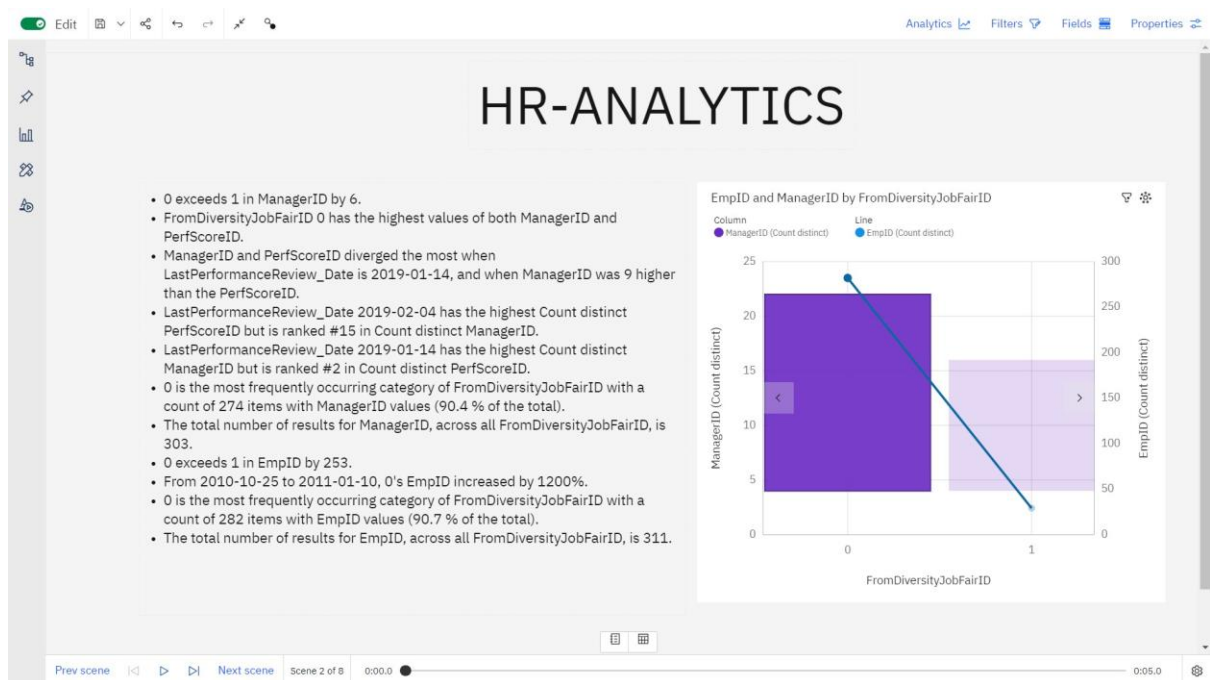 Edit
Analytics Filters Fields Properties
HR-ANALYTICS
• 0 exceeds 1 in ManagerID by 6.
• FromDiversityJobFairID 0 has the highest values of both ManagerID and
PerfScoreID.
• ManagerID and PerfScoreID diverged the most when
LastPerformanceReview_Date is 2019-01-14, and when ManagerID was 9 higher
than the PerfScoreID.
• LastPerformanceReview_Date 2019-02-04 has the highest Count distinct
PerfScoreID but is ranked #15 in Count distinct ManagerID.
• LastPerformanceReview_Date 2019-01-14 has the highest Count distinct
ManagerID but is ranked #2 in Count distinct PerfScoreID.
• 0 is the most frequently occurring category of FromDiversityJobFairID with a
count of 274 items with ManagerID values (90.4 % of the total).
• The total number of results for ManagerID, across all FromDiversityJobFairID, is
303.
• 0 exceeds 1 in EmpID by 253.
• From 2010-10-25 to 2011-01-10, 0's EmpID increased by 1200%.
• 0 is the most frequently occurring category of FromDiversityJobFairID with a
count of 282 items with EmpID values (90.7 % of the total).
• The total number of results for EmpID, across all FromDiversityJobFairID, is 311.
EmpID and ManagerID by FromDiversityJobFairID
Column Line
ManagerID (Count distinct) EmpID (Count distinct)
ManagerID (Count distinct)
25
20
15
10
5
0
300
250
200
150
100
50
0
EmpID (Count distinct)
0 1
FromDiversityJobFairID
Prev scene Next scene Scene 2 of 8 0:00.0 0:05.0